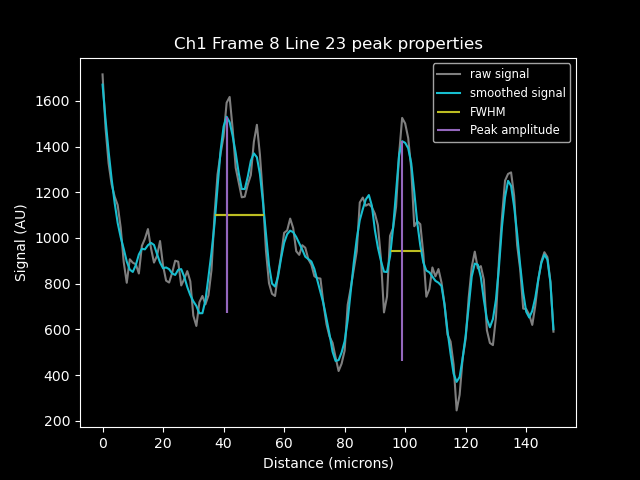 Ch1 Frame 8 Line 23 peak properties
raw signal
smoothed signal
FWHM
Peak amplitude
Signal (AU)
1600
1400
1200
1000
800
600
400
200
0 20 40 60 80 100 120 140
Distance (microns)